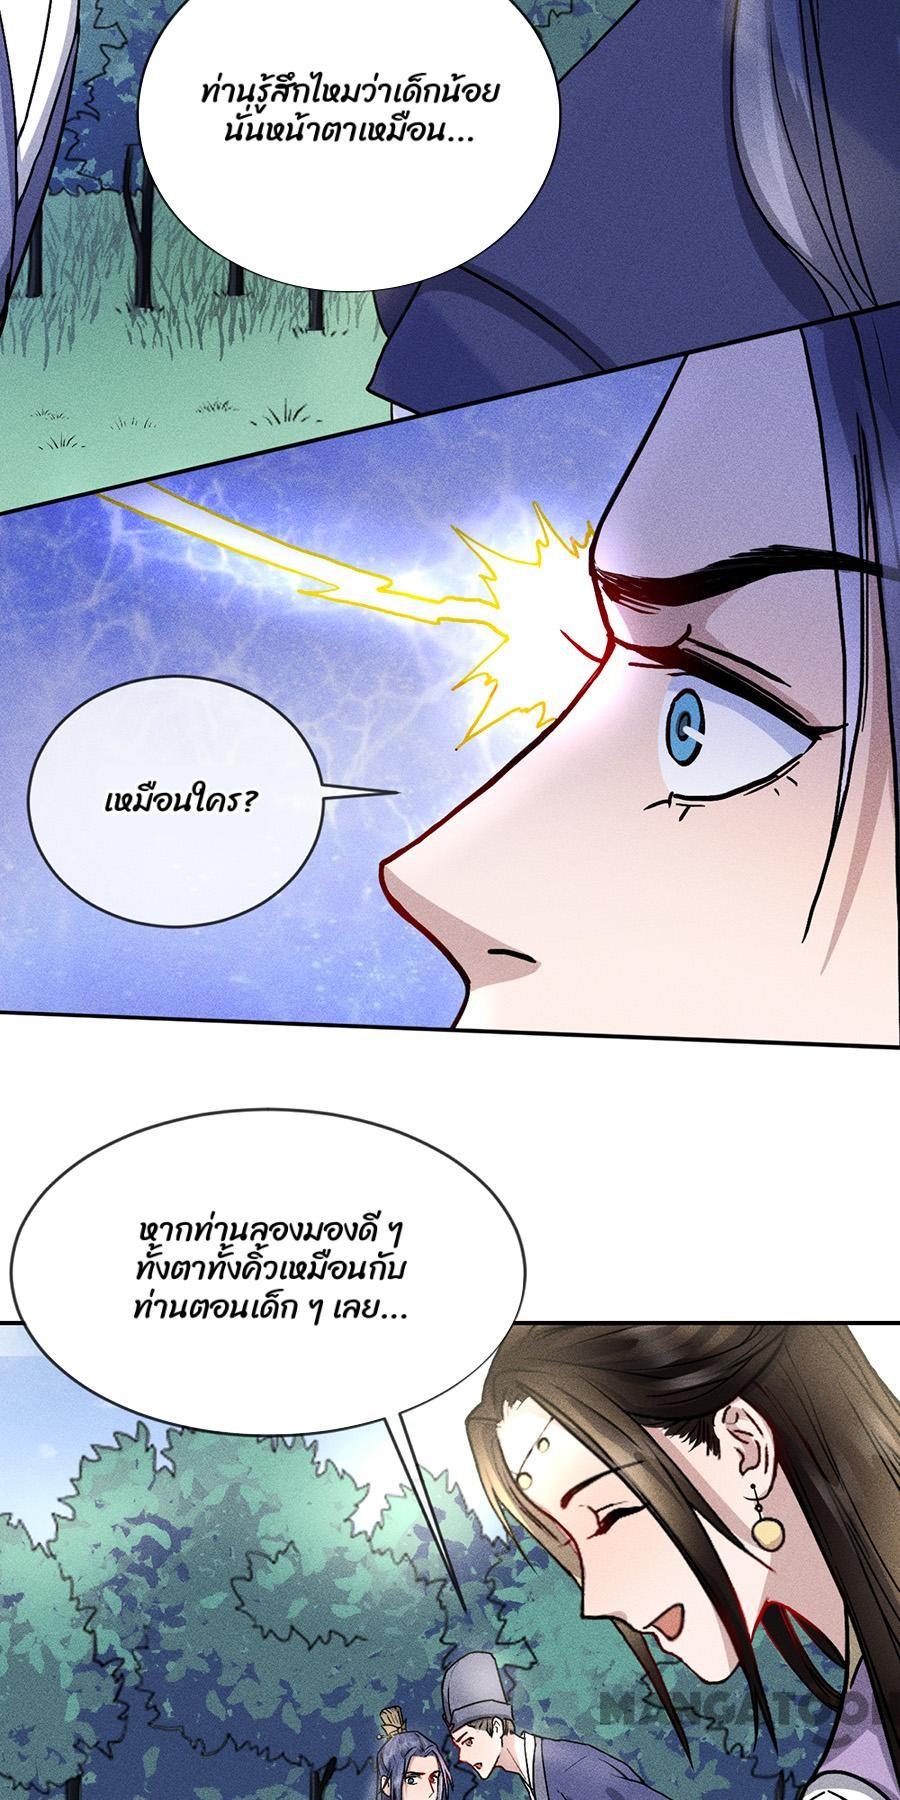 ท่านรู้สึกไหมว่าเด็กน้อย
นั่นหน้าตาเหมือน...
เหมือนใคร?
หากท่านลองมองดี ๆ
ทั้งตาทั้งคิ้วเหมือนกับ
ท่านตอนเด็ก ๆ เลย...
MANGATOON